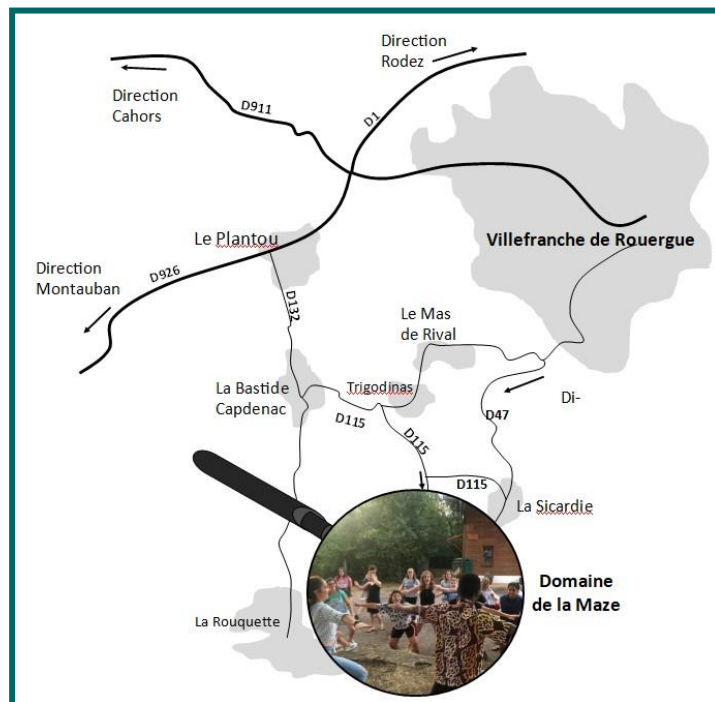 Direction
Rodez
Direction
Cahors
D911
D1
Le Plantou
Villefranche de Rouergue
Direction
Montauban
D926
D132
Le Mas
de Rival
La Bastide
Capdenac
Trigodinas
D115
D115
D47
Di-
D115
La Sicardie
Domaine
de la Maze
La Rouquette